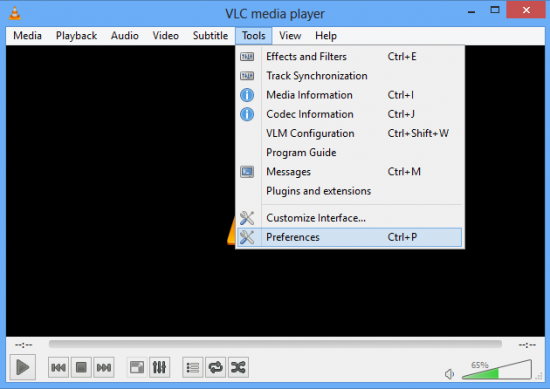 VLC media player
Media Playback Audio Video Subtitle Tools View Help
Effects and Filters Ctrl+E
Track Synchronization
Media Information Ctrl+I
Codec Information Ctrl+J
VLM Configuration Ctrl+Shift+W
Program Guide
Messages Ctrl+M
Plugins and extensions
Customize Interface...
Preferences Ctrl+P
--:-- --:--
65%